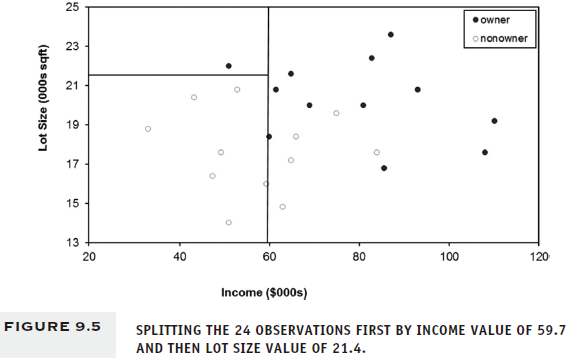 25
23
21
19
17
15
13
Lot Size (000s sqft)
owner
nonowner
20 40 60 80 100 120
Income ($000s)
FIGURE 9.5
SPLITTING THE 24 OBSERVATIONS FIRST BY INCOME VALUE OF 59.7
AND THEN LOT SIZE VALUE OF 21.4.